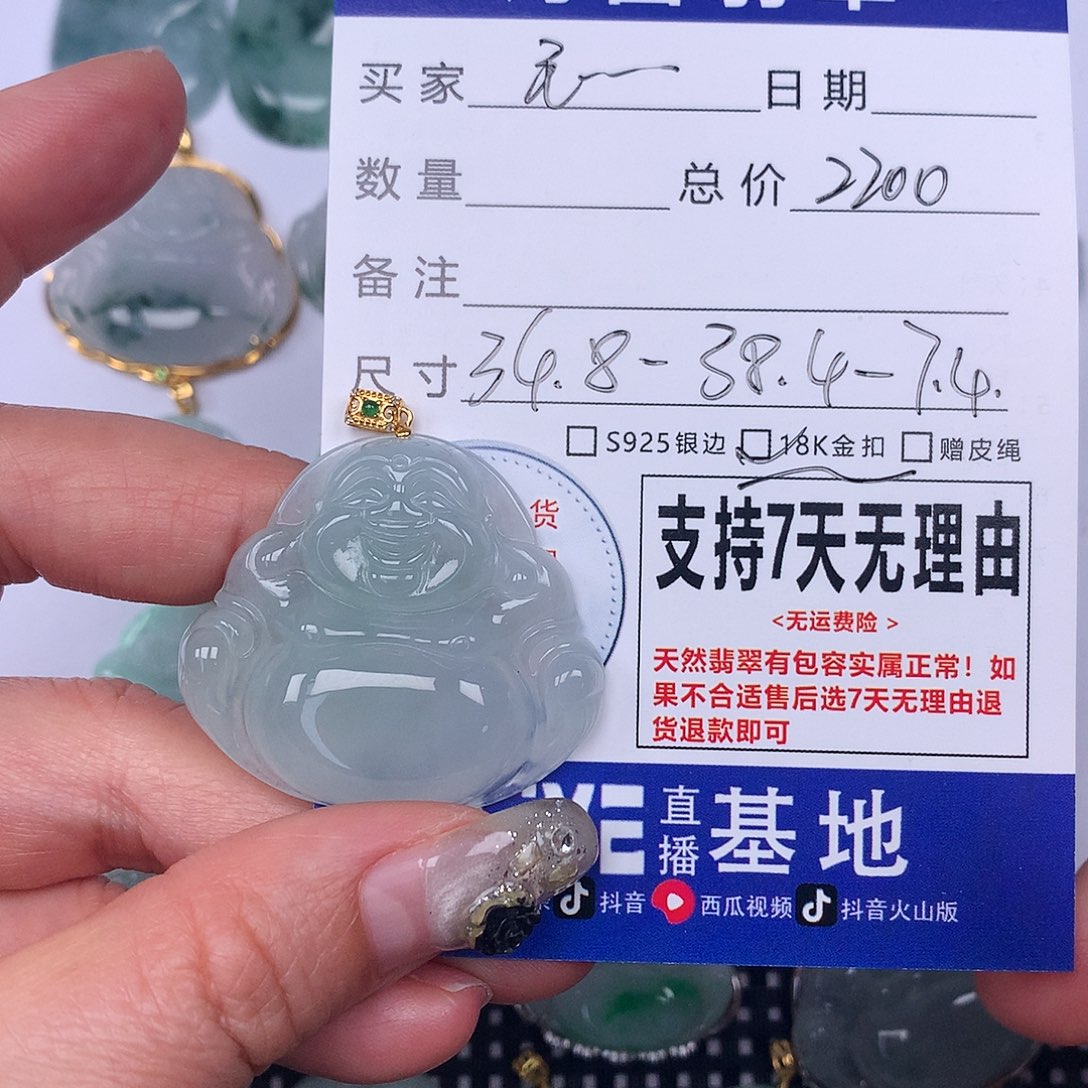 买家 日期
数量 总价 2200
备注
尺寸 34.8-38.4-7.4.
S925银边 18K金扣 赠皮绳
货
支持7天无理由
<无运费险 >
天然翡翠有包容实属正常！如
果不合适售后选7天无理由退
货退款即可
直播基地
抖音 西瓜视频 抖音火山版